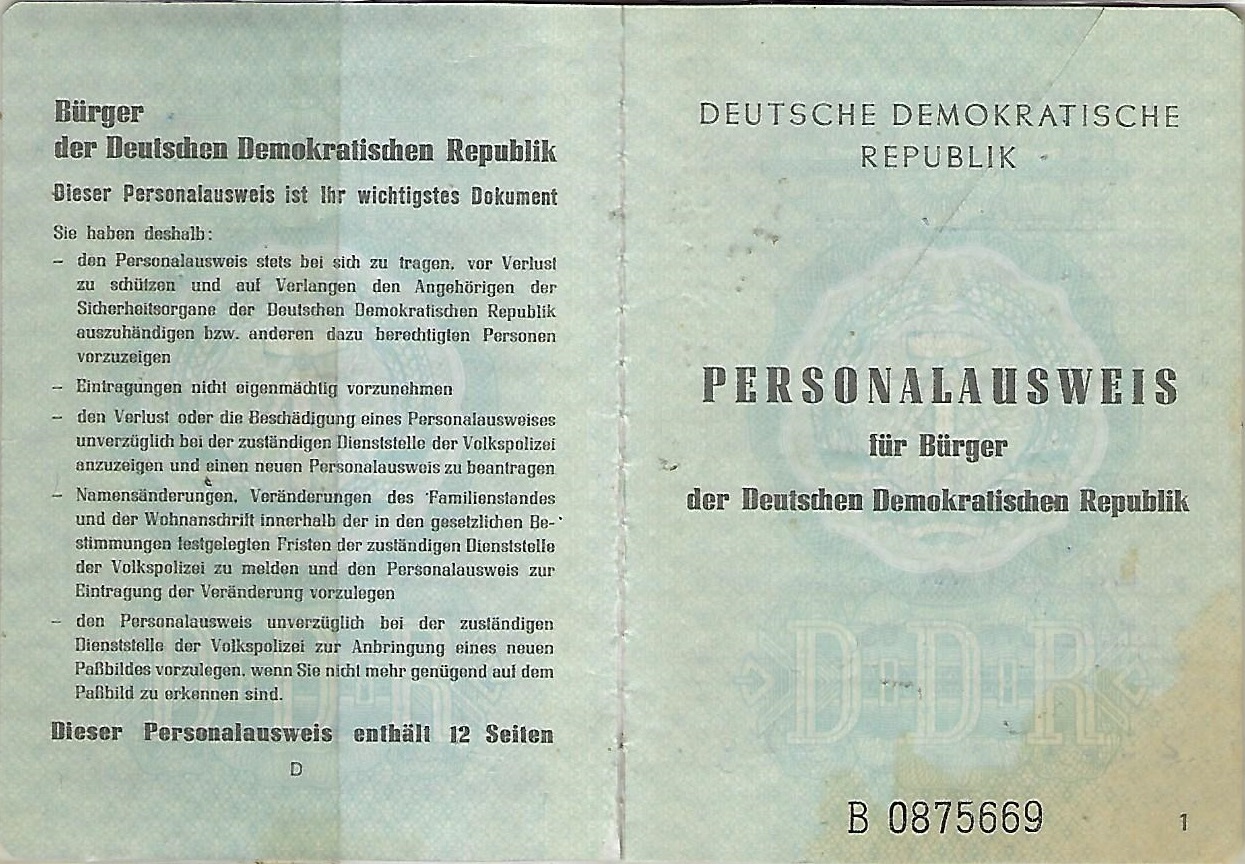 Bürger
der Deutschen Demokratischen Republik
Dieser Personalausweis ist Ihr wichtigstes Dokument
Sie haben deshalb:
– den Personalausweis stets bei sich zu tragen, vor Verlust
zu schützen und auf Verlangen den Angehörigen der
Sicherheitsorgane der Deutschen Demokratischen Republik
auszuhändigen bzw. anderen dazu berechtigten Personen
vorzuzeigen
– Eintragungen nicht eigenmächtig vorzunehmen
– den Verlust oder die Beschädigung eines Personalausweises
unverzüglich bei der zuständigen Dienststelle der Volkspolizei
anzuzeigen und einen neuen Personalausweis zu beantragen
– Namensänderungen, Veränderungen des Familienstandes
und der Wohnanschrift innerhalb der in den gesetzlichen Be-
stimmungen festgelegten Fristen der zuständigen Dienststelle
der Volkspolizei zu melden und den Personalausweis zur
Eintragung der Veränderung vorzulegen
– den Personalausweis unverzüglich bei der zuständigen
Dienststelle der Volkspolizei zur Anbringung eines neuen
Paßbildes vorzulegen, wenn Sie nicht mehr genügend auf dem
Paßbild zu erkennen sind.
Dieser Personalausweis enthält 12 Seiten
D
DDR
DEUTSCHE DEMOKRATISCHE
REPUBLIK
PERSONALAUSWEIS
für Bürger
der Deutschen Demokratischen Republik
DDR
B 0875669
1